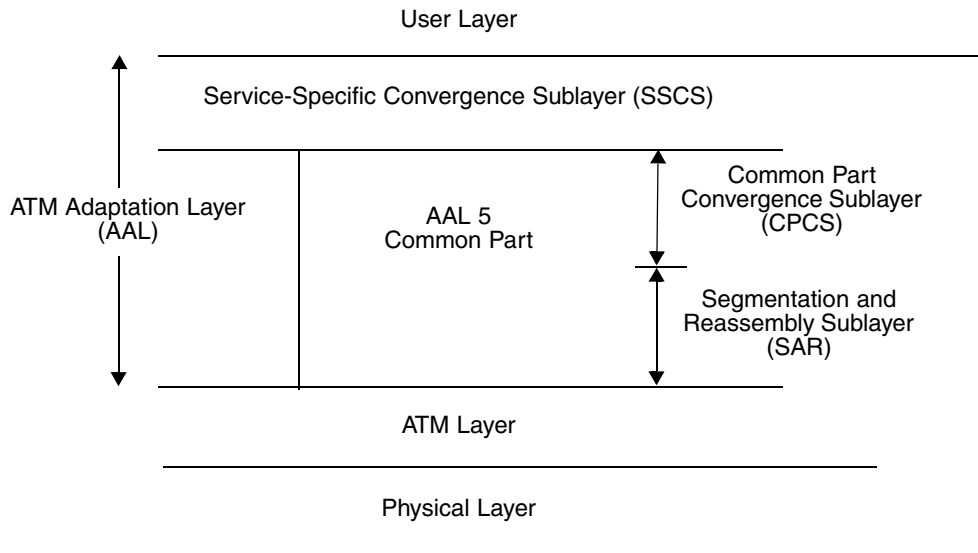 User Layer
Service-Specific Convergence Sublayer (SSCS)
ATM Adaptation Layer
(AAL)
AAL 5
Common Part
Common Part
Convergence Sublayer
(CPCS)
Segmentation and
Reassembly Sublayer
(SAR)
ATM Layer
Physical Layer